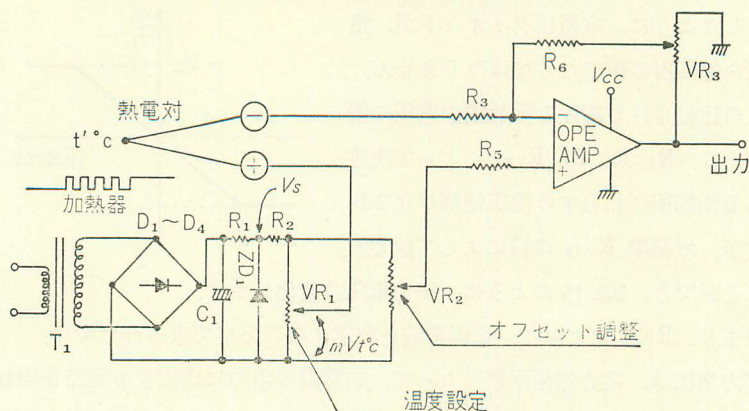 R₆
VR₃
Vcc
熱電対
R₃
t'°c
OPE
AMP
R₅
+
出力
Vs
加熱器
D₁～D₄
R₁
R₂
ZD₁
VR₁
VR₂
C₁
mVt°c
オフセット調整
T₁
温度設定